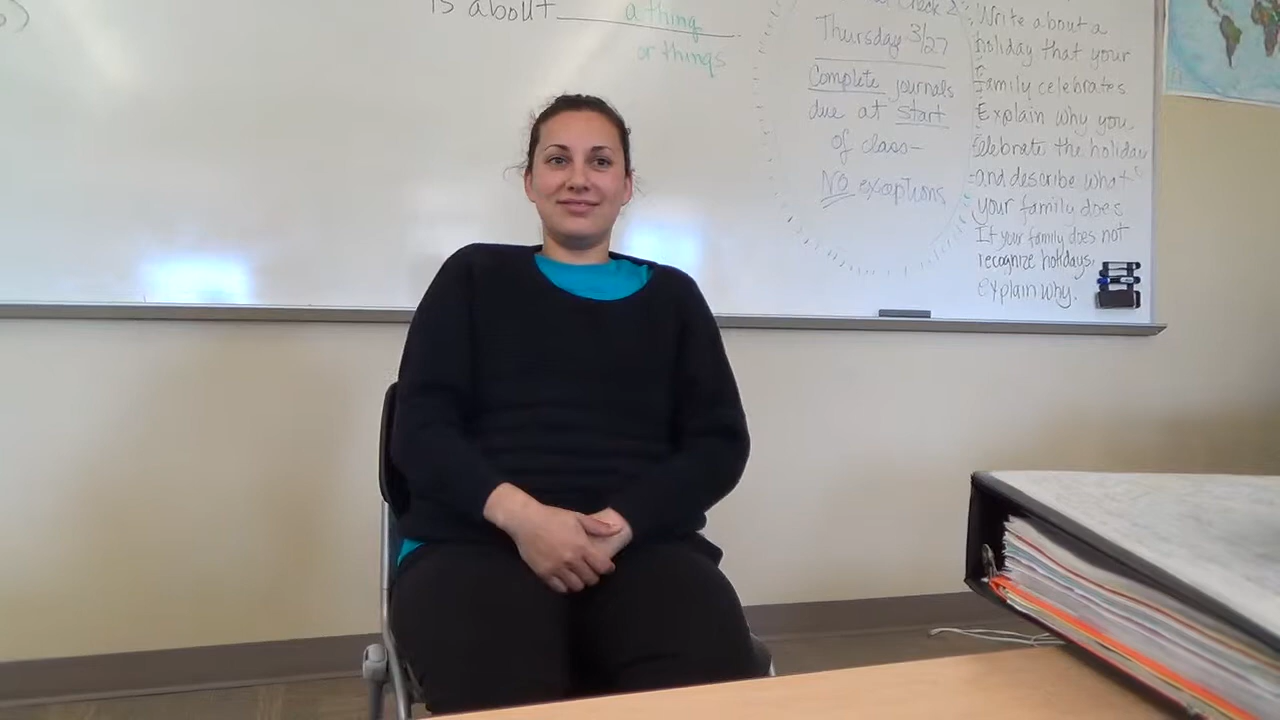 is about a thing
or things
Check 2
Thursday 3/27
Complete journals
due at start
of class-
NO exceptions
Write about a
holiday that your
family celebrates
Explain why you
celebrate the holiday
and describe what
your family does
If your family does not
recognize holidays,
explain why.